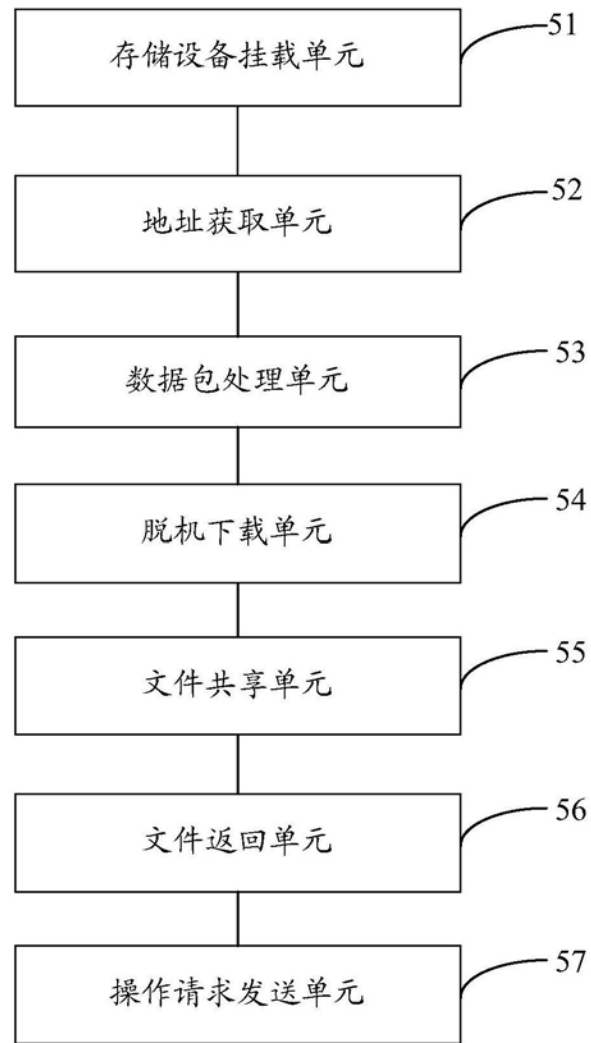 存储设备挂载单元
51
地址获取单元
52
数据包处理单元
53
脱机下载单元
54
文件共享单元
55
文件返回单元
56
操作请求发送单元
57